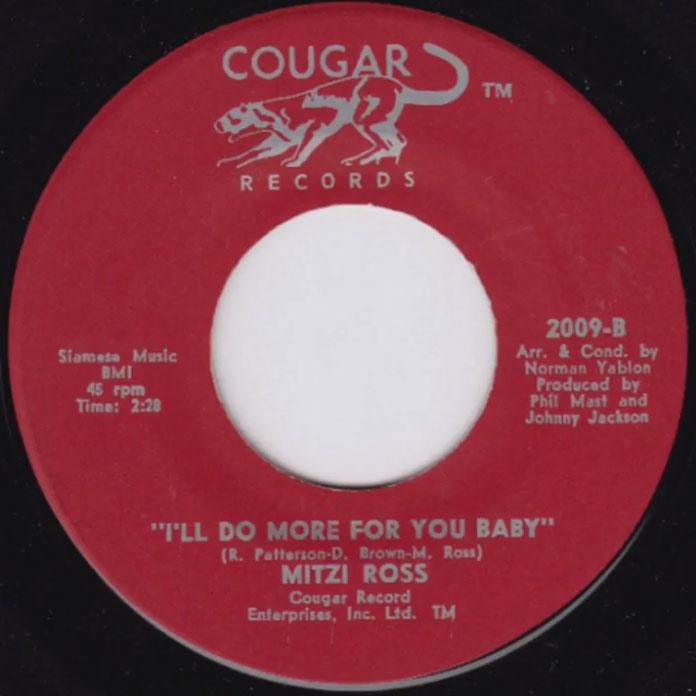 COUGAR
TM
RECORDS
Siamese Music
BMI
45 rpm
Time: 2:28
2009-B
Arr. & Cond. by
Norman Yablon
Produced by
Phil Mast and
Johnny Jackson
"I'LL DO MORE FOR YOU BABY"
(R. Patterson-D. Brown-M. Ross)
MITZI ROSS
Cougar Record
Enterprises, Inc. Ltd. TM